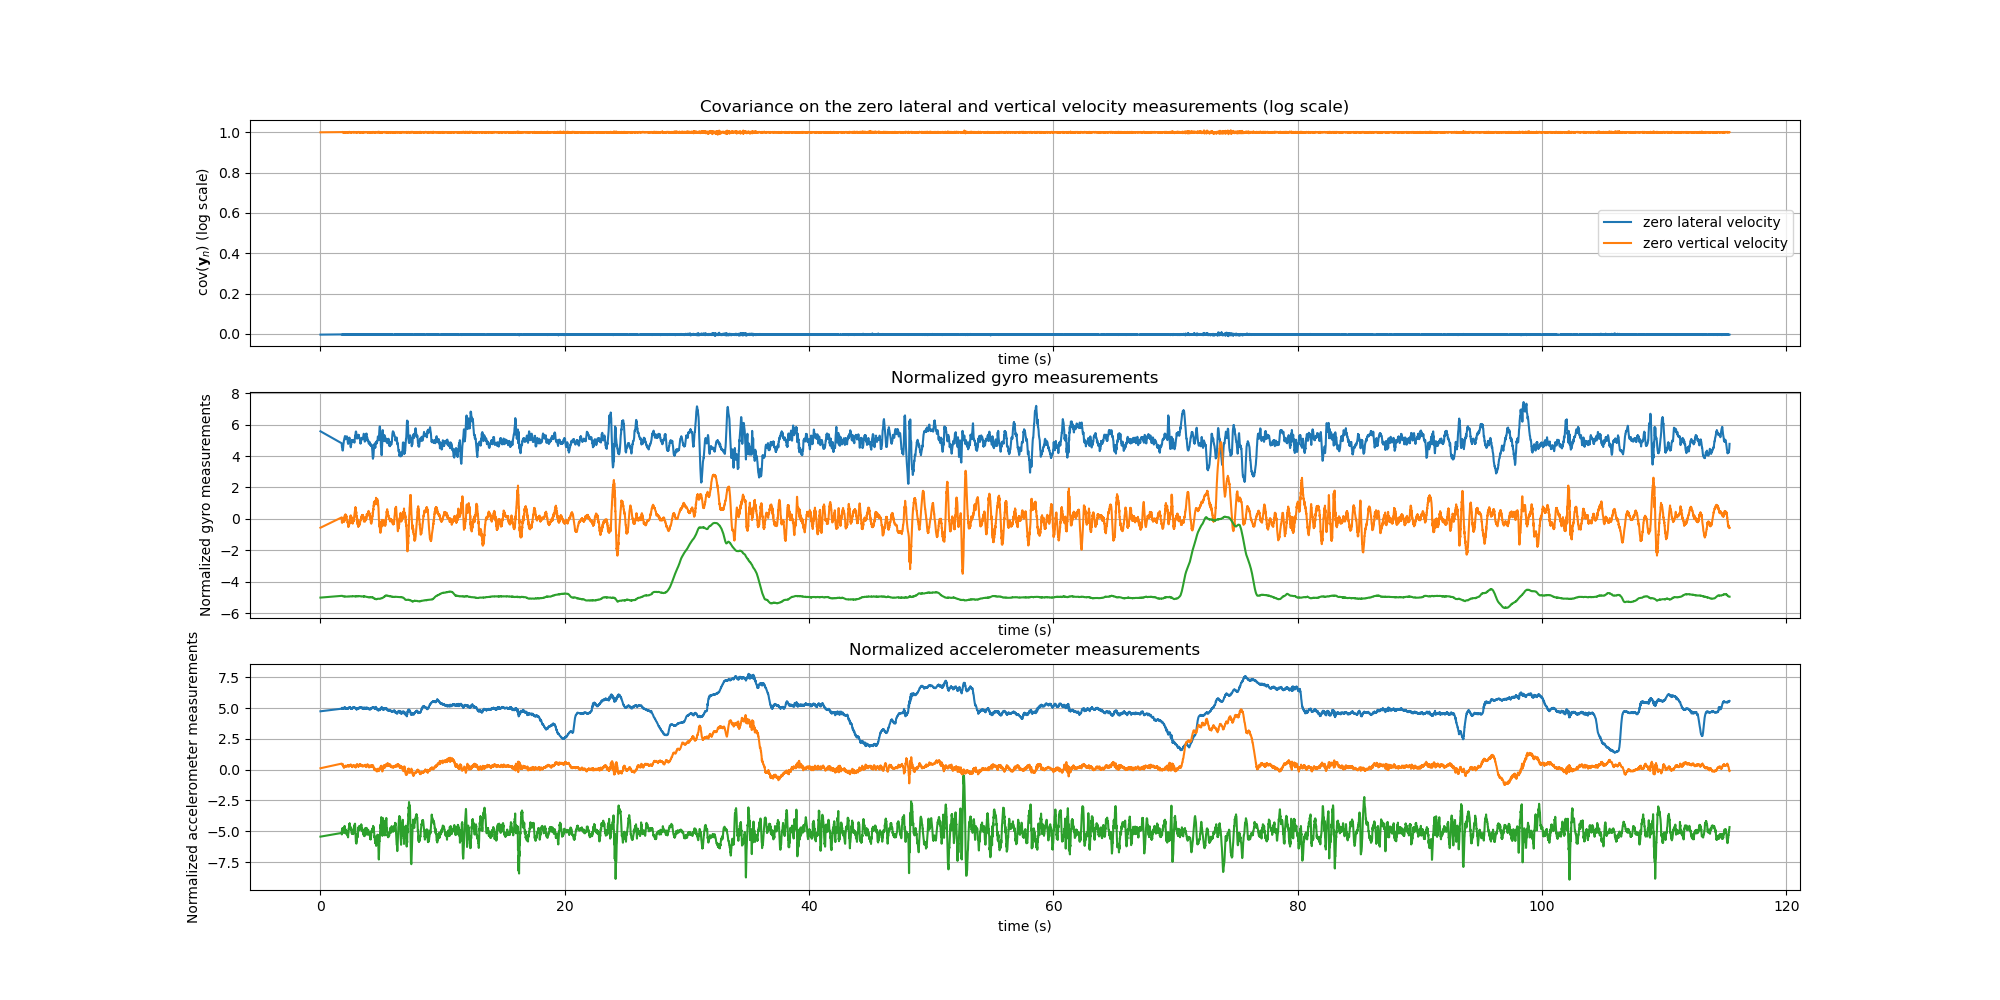 Covariance on the zero lateral and vertical velocity measurements (log scale)
cov(yₙ) (log scale)
1.0
0.8
0.6
0.4
0.2
0.0
zero lateral velocity
zero vertical velocity
time (s)
Normalized gyro measurements
Normalized gyro measurements
8
6
4
2
0
−2
−4
−6
time (s)
Normalized accelerometer measurements
Normalized accelerometer measurements
7.5
5.0
2.5
0.0
−2.5
−5.0
−7.5
0 20 40 60 80 100 120
time (s)